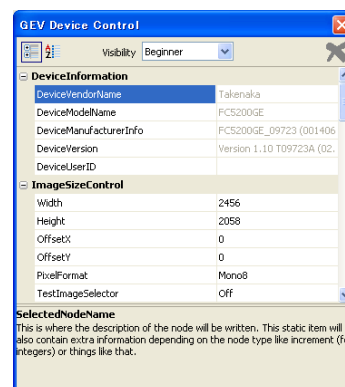 GEV Device Control
Visibility Beginner
DeviceInformation
DeviceVendorName Takenaka
DeviceModelName FC5200GE
DeviceManufacturerInfo FC5200GE_09723 (001406
DeviceVersion Version 1.10 T09723A (02.
DeviceUserID
ImageSizeControl
Width 2456
Height 2058
OffsetX 0
OffsetY 0
PixelFormat Mono8
TestImageSelector Off
SelectedNodeName
This is where the description of the node will be written. This static item will
also contain extra information depending on the node type like increment (f
integers) or things like that.